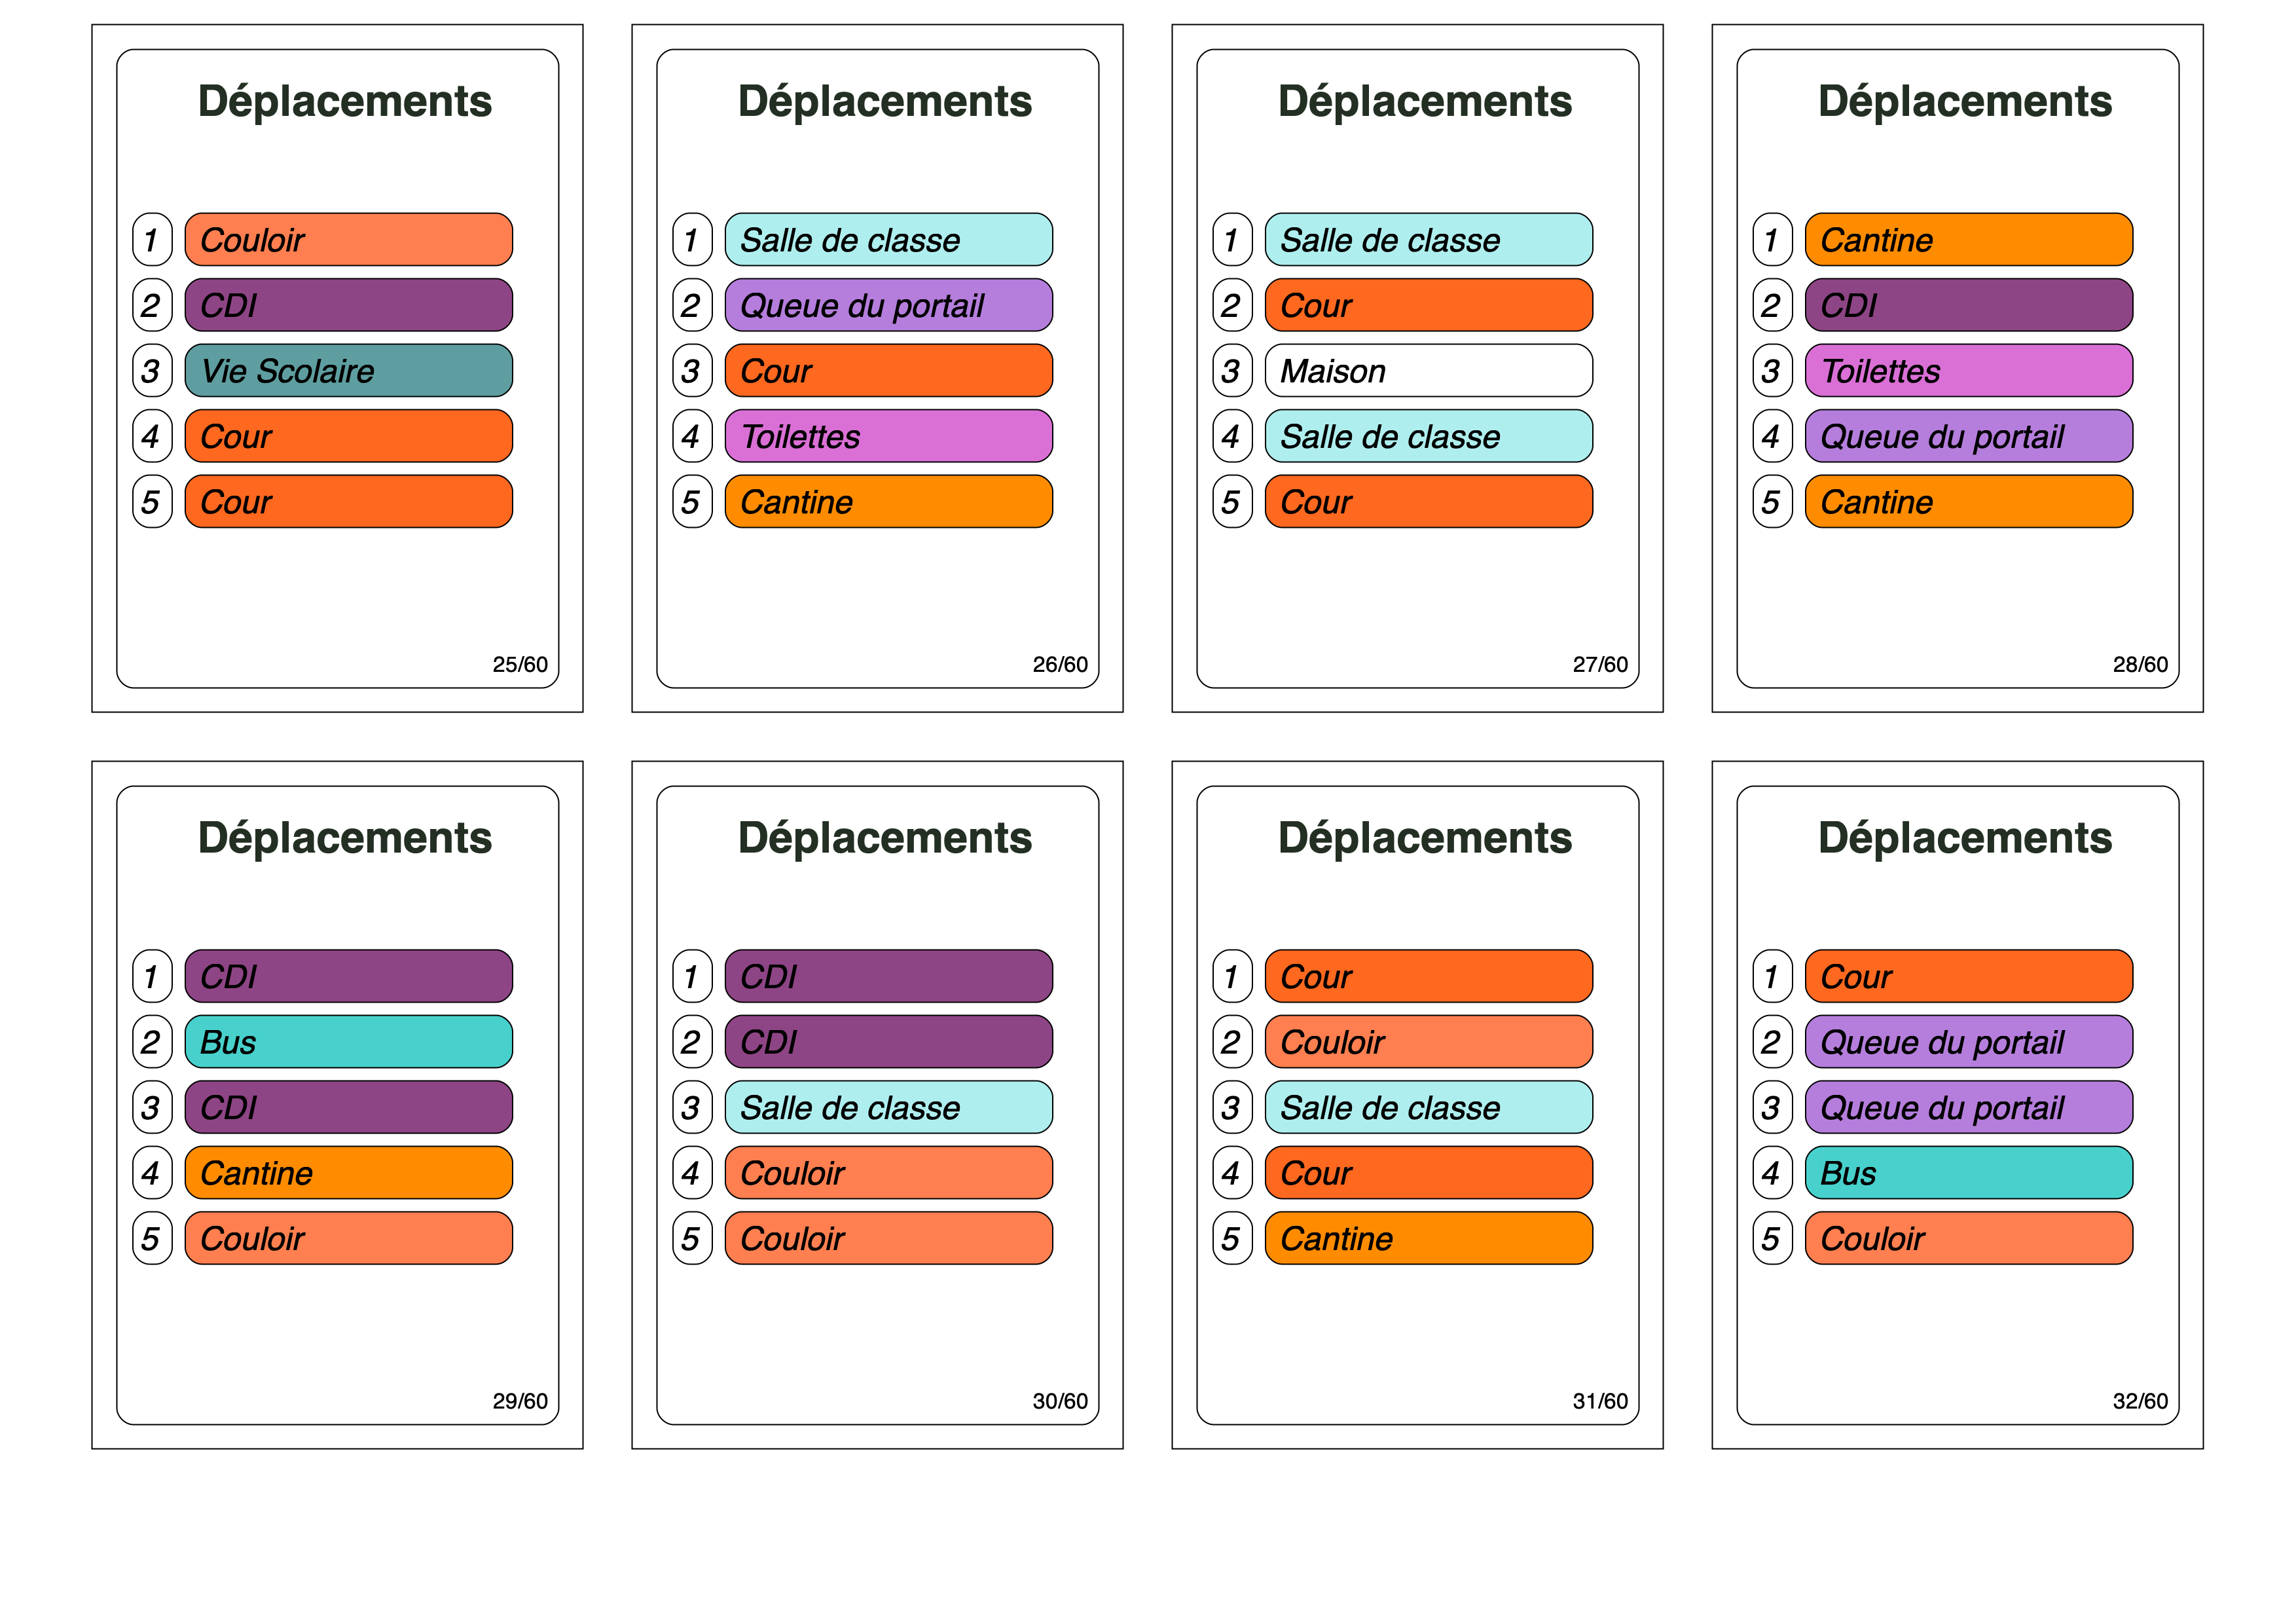 Déplacements
1 Couloir
2 CDI
3 Vie Scolaire
4 Cour
5 Cour
25/60
Déplacements
1 Salle de classe
2 Queue du portail
3 Cour
4 Toilettes
5 Cantine
26/60
Déplacements
1 Salle de classe
2 Cour
3 Maison
4 Salle de classe
5 Cour
27/60
Déplacements
1 Cantine
2 CDI
3 Toilettes
4 Queue du portail
5 Cantine
28/60
Déplacements
1 CDI
2 Bus
3 CDI
4 Cantine
5 Couloir
29/60
Déplacements
1 CDI
2 CDI
3 Salle de classe
4 Couloir
5 Couloir
30/60
Déplacements
1 Cour
2 Couloir
3 Salle de classe
4 Cour
5 Cantine
31/60
Déplacements
1 Cour
2 Queue du portail
3 Queue du portail
4 Bus
5 Couloir
32/60